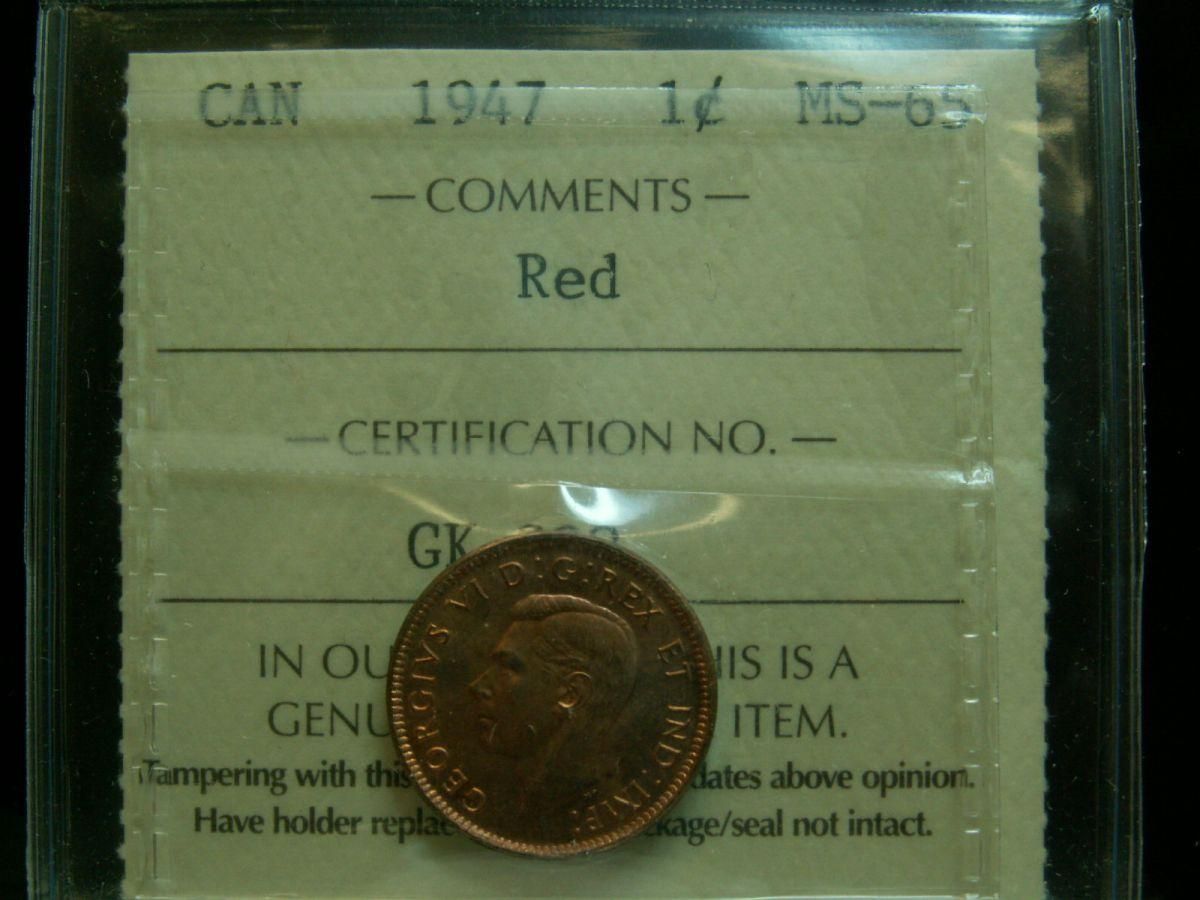 CAN 1947 1¢ MS-65
— COMMENTS —
Red
— CERTIFICATION NO. —
GK
IN OU HIS IS A
GENU ITEM.
Tampering with this dates above opinion.
Have holder replac ckage/seal not intact.
GEORGIVS VI D:G:REX ET IND:IMP: